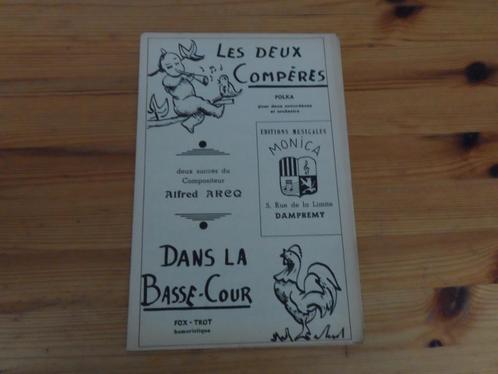 LES DEUX
COMPÈRES
POLKA
pour deux accordéons
et orchestre
EDITIONS MUSICALES
MONICA
5, Rue de la Limite
DAMPREMY
deux succès du
Compositeur
Alfred ARCQ
DANS LA
BASSE-COUR
FOX - TROT
humoristique